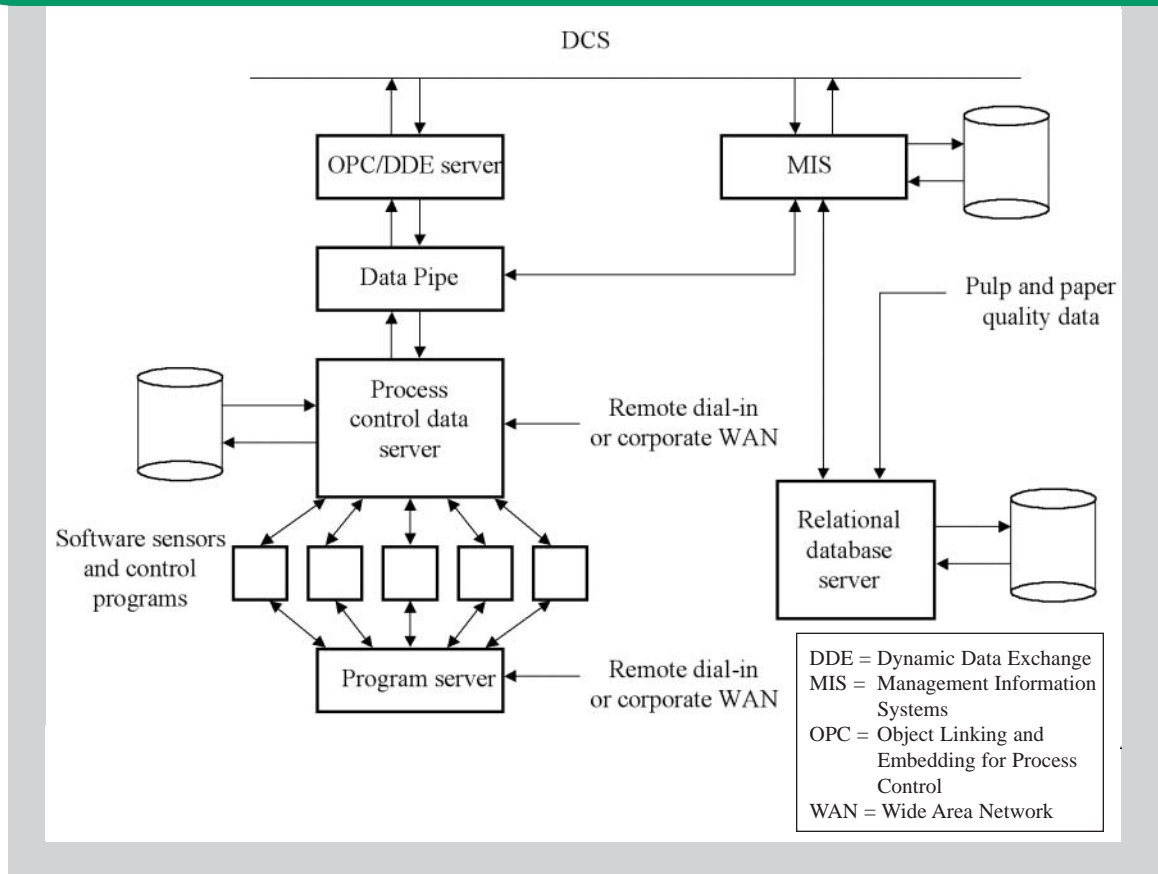 DCS
OPC/DDE server
MIS
Data Pipe
Pulp and paper
quality data
Process
control data
server
Remote dial-in
or corporate WAN
Relational
database
server
Software sensors
and control
programs
Program server
Remote dial-in
or corporate WAN
DDE = Dynamic Data Exchange
MIS = Management Information
Systems
OPC = Object Linking and
Embedding for Process
Control
WAN = Wide Area Network